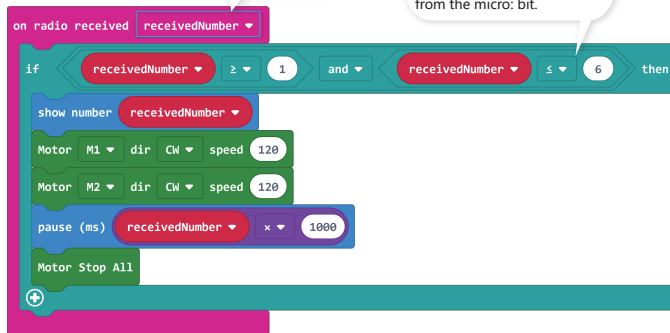 from the micro: bit.
on radio received receivedNumber
if receivedNumber ≥ 1 and receivedNumber ≤ 6 then
show number receivedNumber
Motor M1 dir CW speed 120
Motor M2 dir CW speed 120
pause (ms) receivedNumber × 1000
Motor Stop All